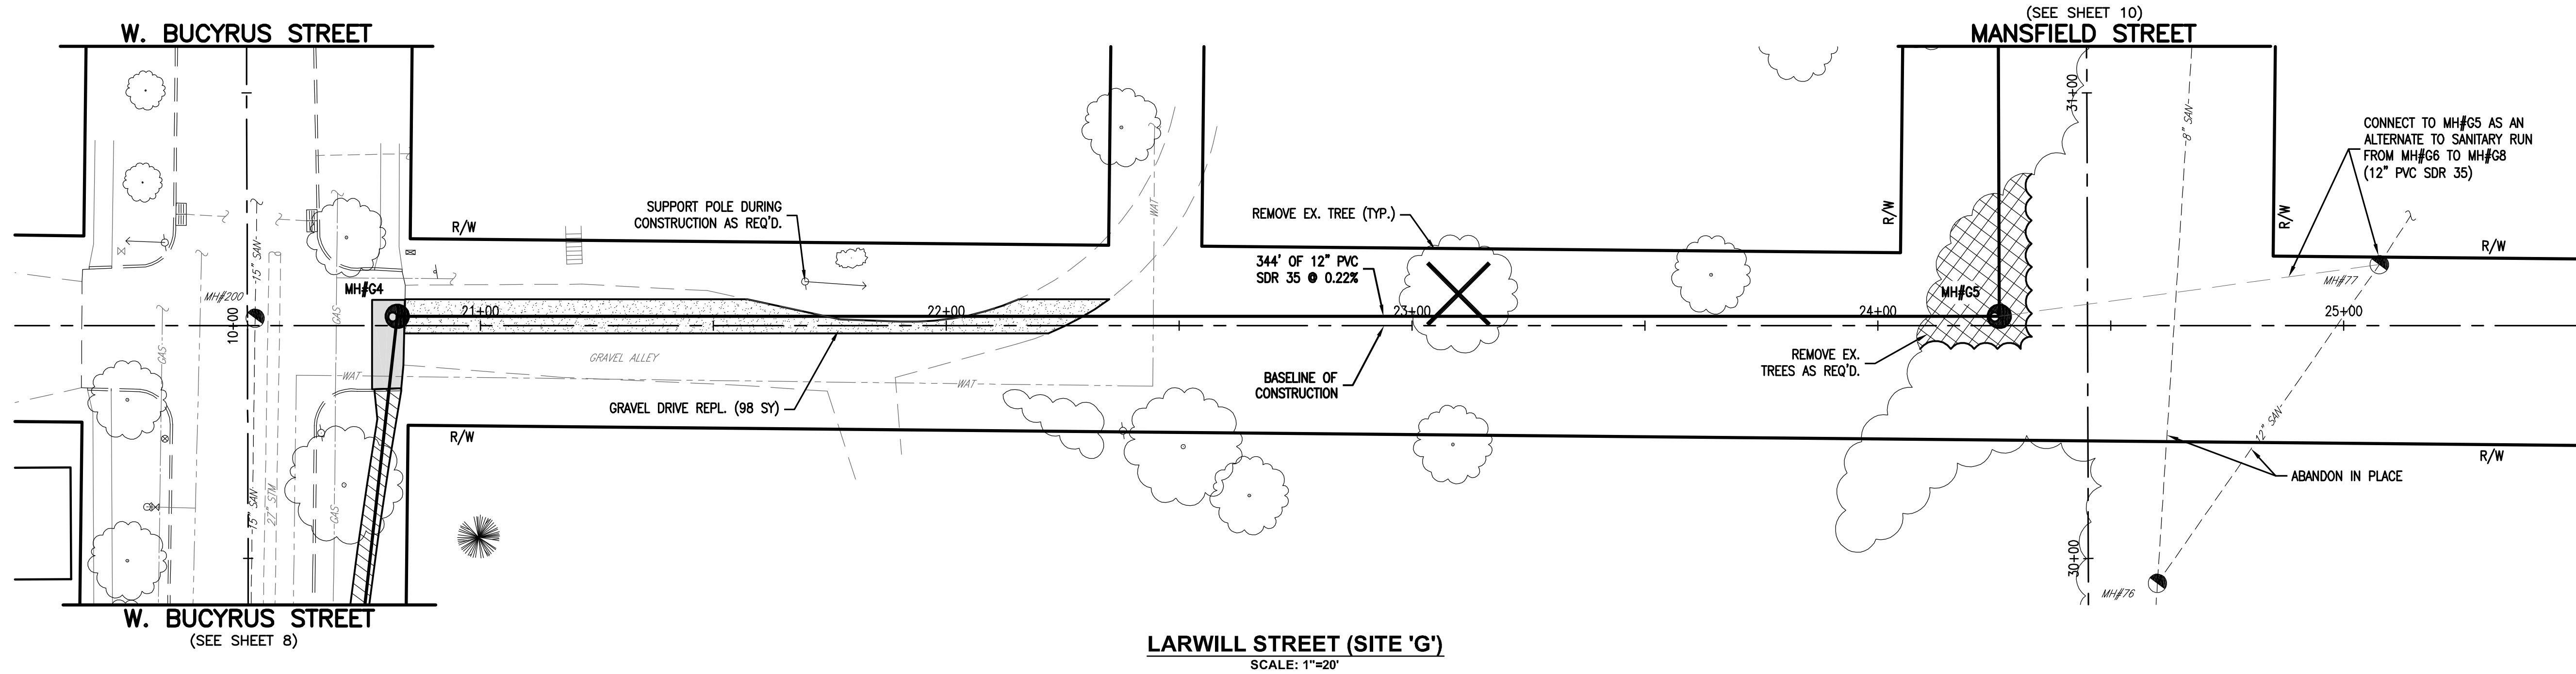 W. BUCYRUS STREET
(SEE SHEET 10)
MANSFIELD STREET
31+00
8" SAN
CONNECT TO MH#G5 AS AN
ALTERNATE TO SANITARY RUN
FROM MH#G6 TO MH#G8
(12" PVC SDR 35)
SUPPORT POLE DURING
CONSTRUCTION AS REQ'D.
REMOVE EX. TREE (TYP.)
WAT
R/W
R/W
R/W
R/W
15" SAN
344' OF 12" PVC
SDR 35 @ 0.22%
MH#G4
MH#G5
MH#77
MH#200
10+00
GAS
21+00
22+00
23+00
24+00
25+00
GAS
GRAVEL ALLEY
WAT
WAT
REMOVE EX.
TREES AS REQ'D.
BASELINE OF
CONSTRUCTION
GRAVEL DRIVE REPL. (98 SY)
R/W
R/W
12" SAN
ABANDON IN PLACE
15" SAN
27" STM
GAS
30+00
MH#76
W. BUCYRUS STREET
(SEE SHEET 8)
LARWILL STREET (SITE 'G')
SCALE: 1"=20'